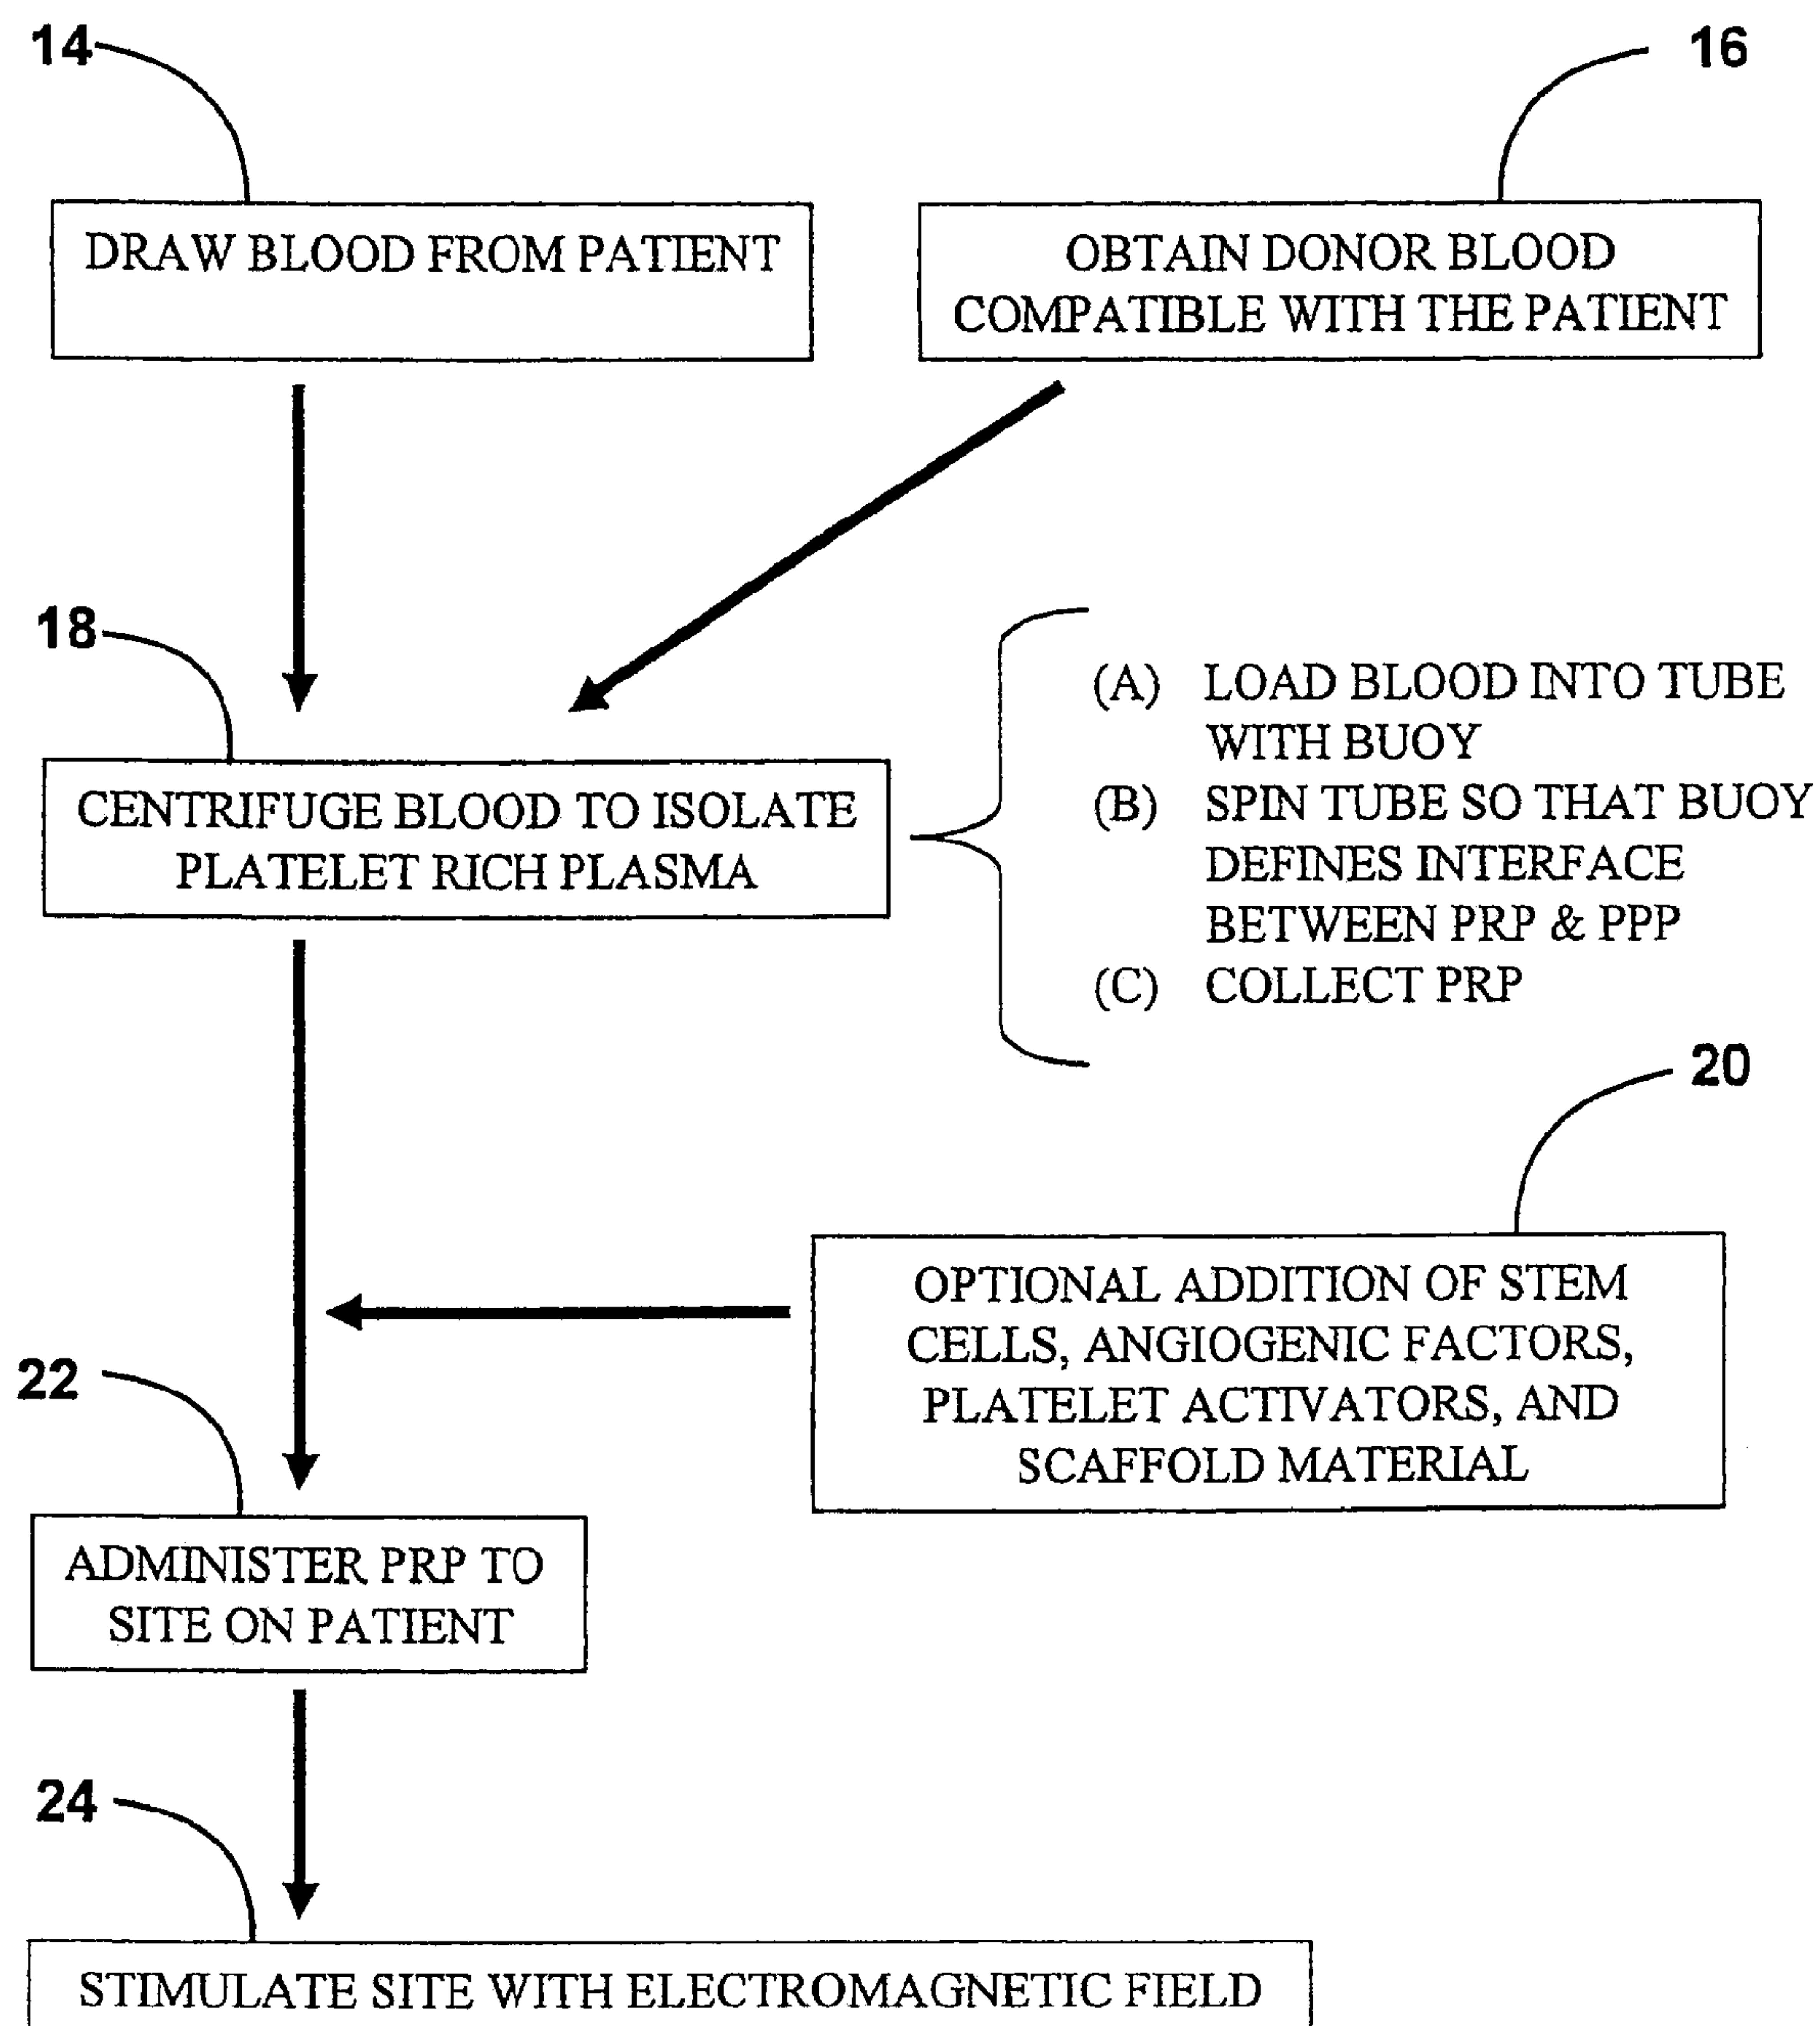 14
16
DRAW BLOOD FROM PATIENT
OBTAIN DONOR BLOOD
COMPATIBLE WITH THE PATIENT
18
CENTRIFUGE BLOOD TO ISOLATE
PLATELET RICH PLASMA
(A) LOAD BLOOD INTO TUBE
WITH BUOY
(B) SPIN TUBE SO THAT BUOY
DEFINES INTERFACE
BETWEEN PRP & PPP
(C) COLLECT PRP
20
OPTIONAL ADDITION OF STEM
CELLS, ANGIOGENIC FACTORS,
PLATELET ACTIVATORS, AND
SCAFFOLD MATERIAL
22
ADMINISTER PRP TO
SITE ON PATIENT
24
STIMULATE SITE WITH ELECTROMAGNETIC FIELD